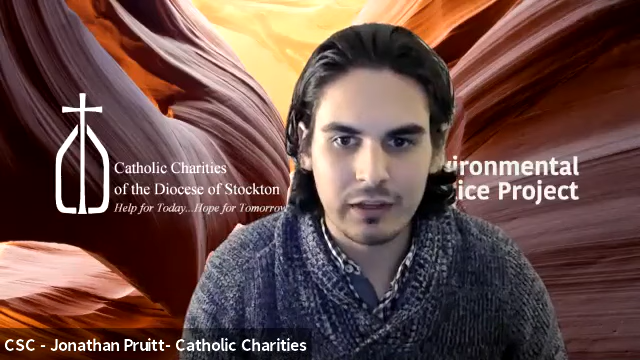 Catholic Charities
of the Diocese of Stockton
Help for Today...Hope for Tomorrow
ironmental
ice Project
CSC - Jonathan Pruitt- Catholic Charities